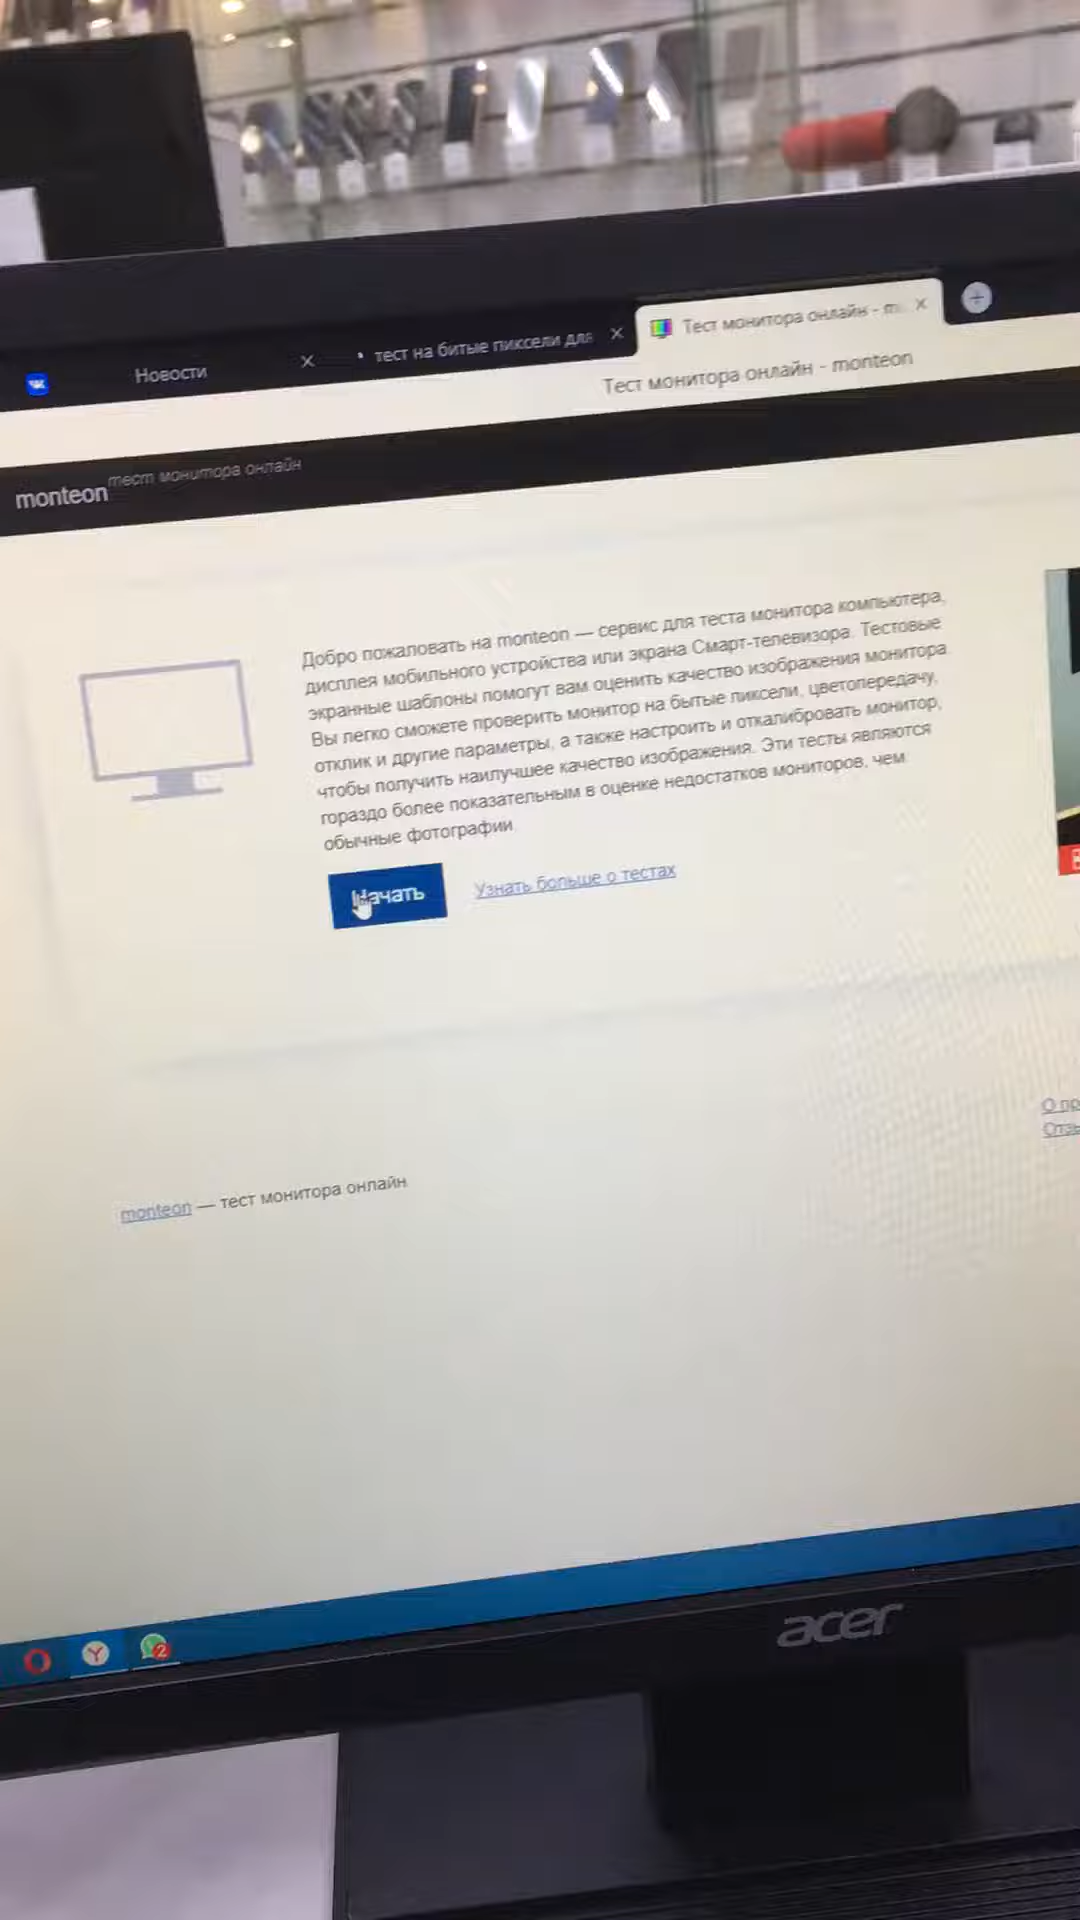 Новости
тест на битые пиксели для
Тест монитора онлайн - m
Тест монитора онлайн - monteon
monteon тест монитора онлайн
Добро пожаловать на monteon — сервис для теста монитора компьютера,
дисплея мобильного устройства или экрана Смарт-телевизора. Тестовые
экранные шаблоны помогут вам оценить качество изображения монитора.
Вы легко сможете проверить монитор на бытые пиксели, цветопередачу,
отклик и другие параметры, а также настроить и откалибровать монитор,
чтобы получить наилучшее качество изображения. Эти тесты являются
гораздо более показательным в оценке недостатков мониторов, чем
обычные фотографии.
Начать
Узнать больше о тестах
О пр
Отзы
monteon — тест монитора онлайн
2
acer